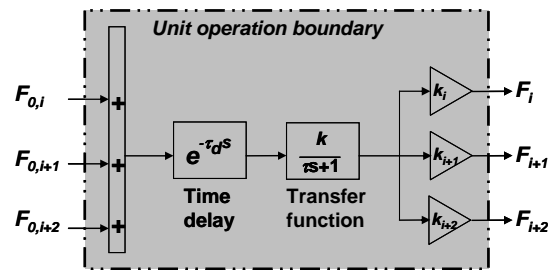 Unit operation boundary
F0,i
F0,i+1
F0,i+2
+
+
+
e^-τds
Time
delay
k
τs+1
Transfer
function
ki
ki+1
ki+2
Fi
Fi+1
Fi+2